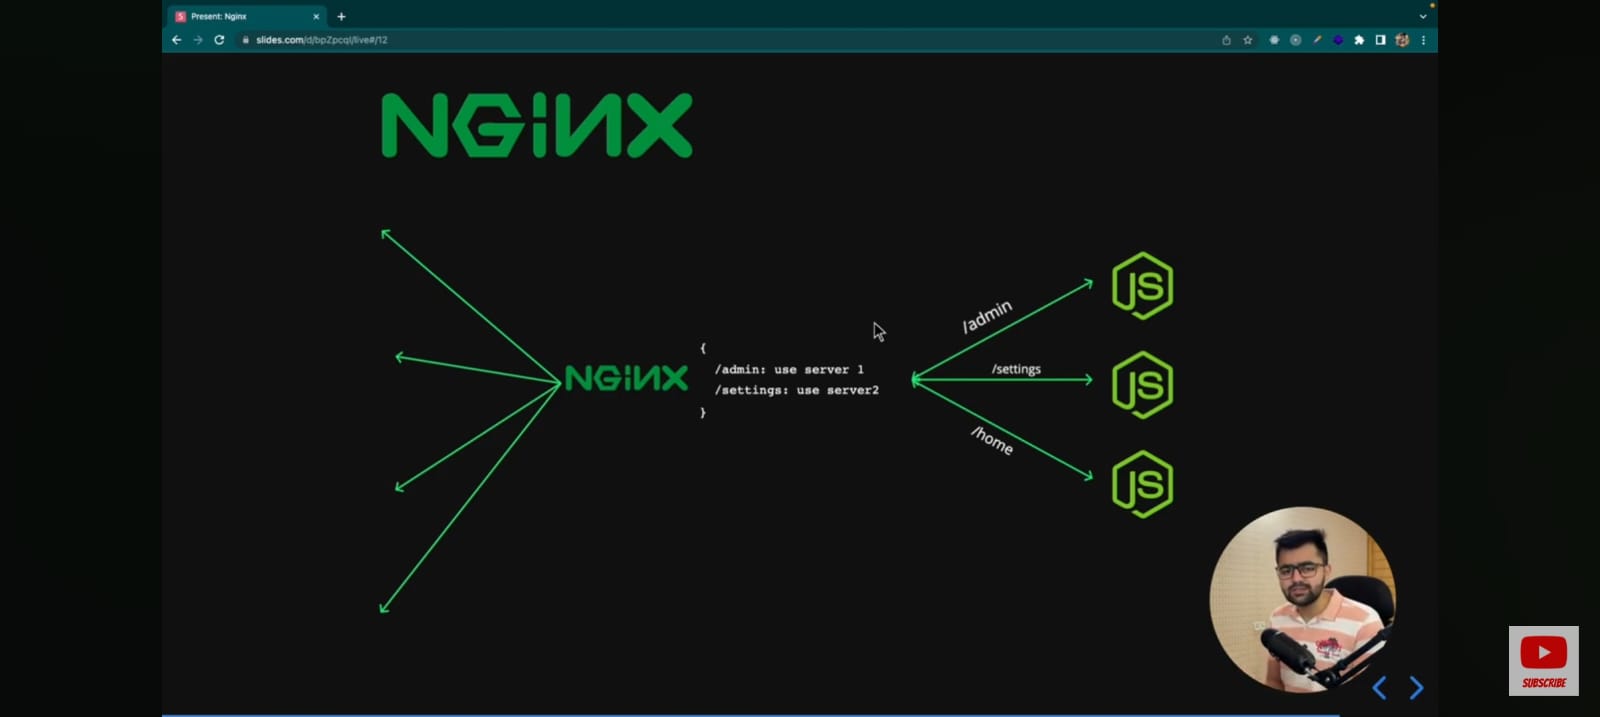 Present: Nginx
slides.com/d/bpZpcql/live#/12
NGINX
/admin
{
NGINX
/admin: use server 1
/settings
/settings: use server2
}
/home
JS
JS
JS
SUBSCRIBE